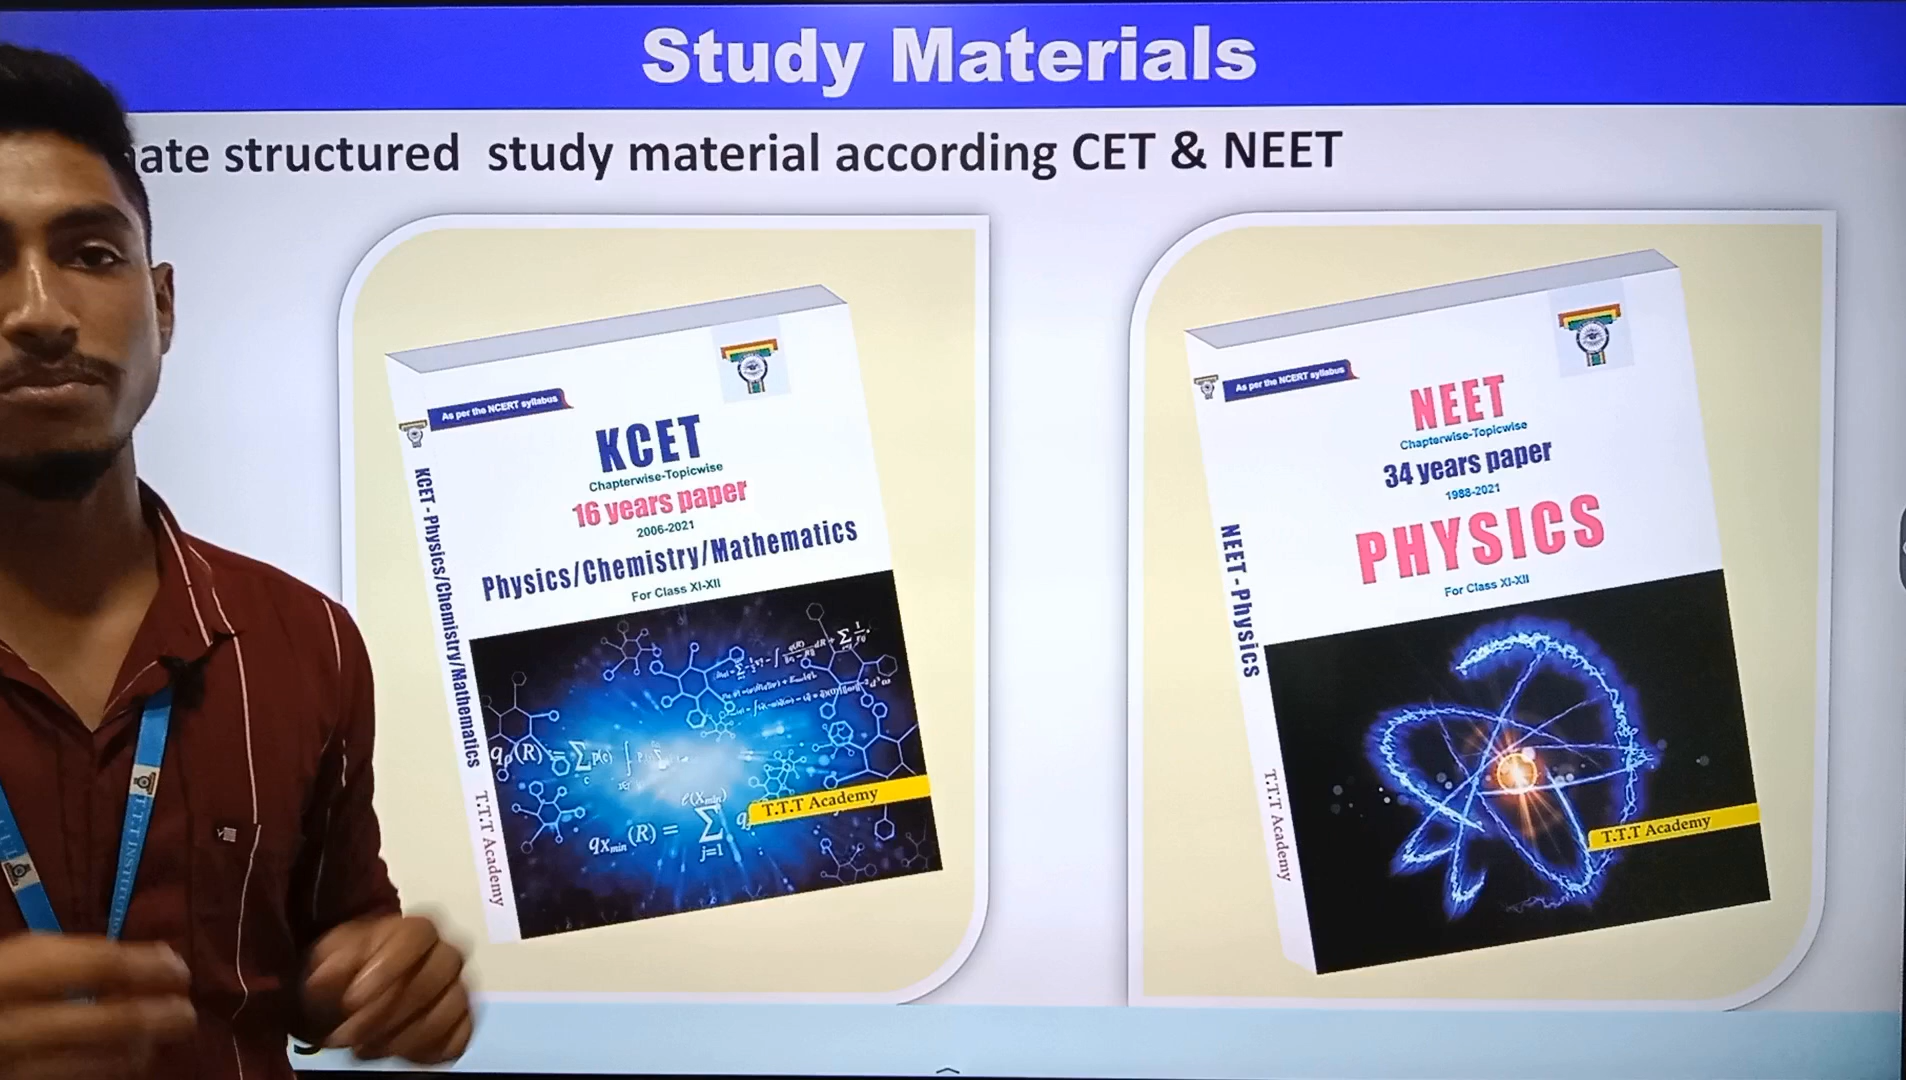 Study Materials
structured study material according CET & NEET
As per the NCERT syllabus
KCET
Chapterwise-Topicwise
16 years paper
2006-2021
Physics/Chemistry/Mathematics
For Class XI-XII
KCET - Physics/Chemistry/Mathematics
T.T.T Academy
T.T.T Academy
As per the NCERT syllabus
NEET
Chapterwise-Topicwise
34 years paper
1988-2021
PHYSICS
For Class XI-XII
NEET - Physics
T.T.T Academy
T.T.T Academy